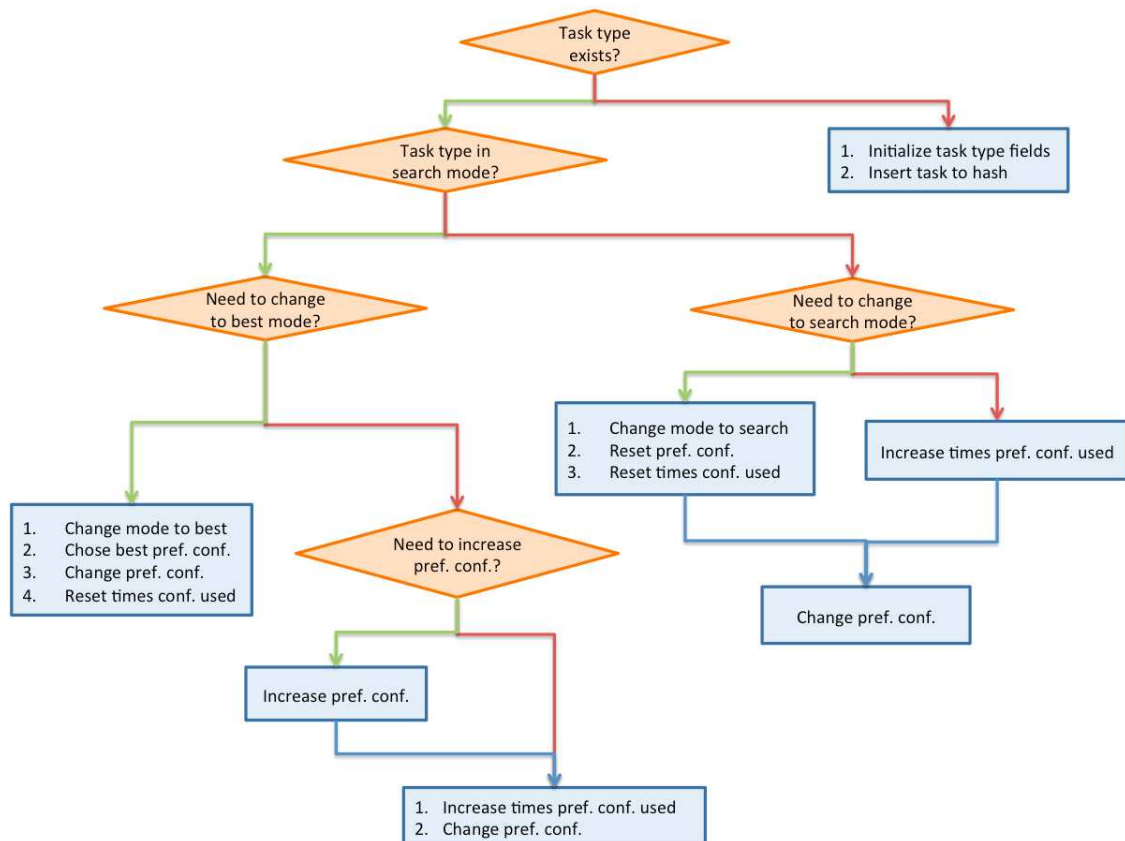 Task type
exists?
Task type in
search mode?
1. Initialize task type fields
2. Insert task to hash
Need to change
to best mode?
Need to change
to search mode?
1. Change mode to search
2. Reset pref. conf.
3. Reset times conf. used
Increase times pref. conf. used
1. Change mode to best
2. Chose best pref. conf.
3. Change pref. conf.
4. Reset times conf. used
Need to increase
pref. conf.?
Change pref. conf.
Increase pref. conf.
1. Increase times pref. conf. used
2. Change pref. conf.